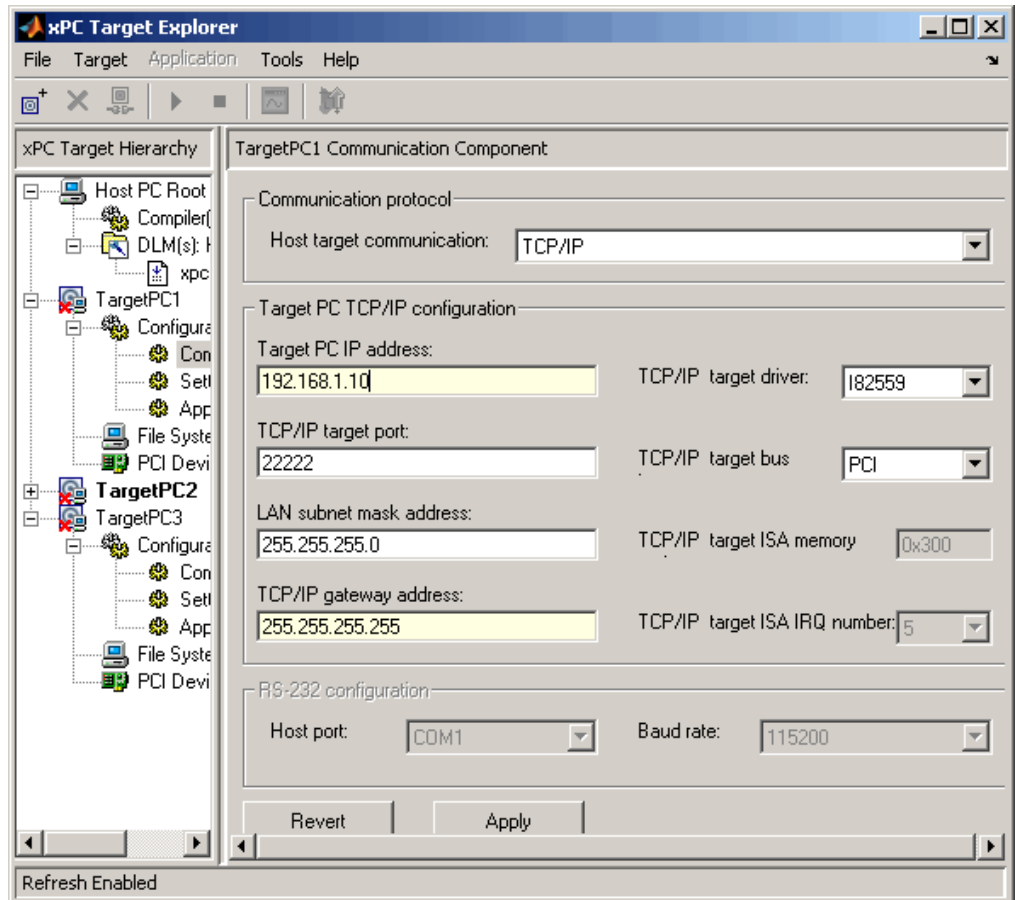 xPC Target Explorer
File Target Application Tools Help
xPC Target Hierarchy
TargetPC1 Communication Component
Host PC Root
Compiler(
DLM(s): H
xpc
TargetPC1
Configura
Con
Sett
App
File Syste
PCI Devi
TargetPC2
TargetPC3
Configura
Con
Sett
App
File Syste
PCI Devi
Communication protocol
Host target communication: TCP/IP
Target PC TCP/IP configuration
Target PC IP address:
192.168.1.10
TCP/IP target driver: I82559
TCP/IP target port:
22222
TCP/IP target bus PCI
LAN subnet mask address:
255.255.255.0
TCP/IP target ISA memory 0x300
TCP/IP gateway address:
255.255.255.255
TCP/IP target ISA IRQ number: 5
RS-232 configuration
Host port: COM1 Baud rate: 115200
Revert Apply
Refresh Enabled